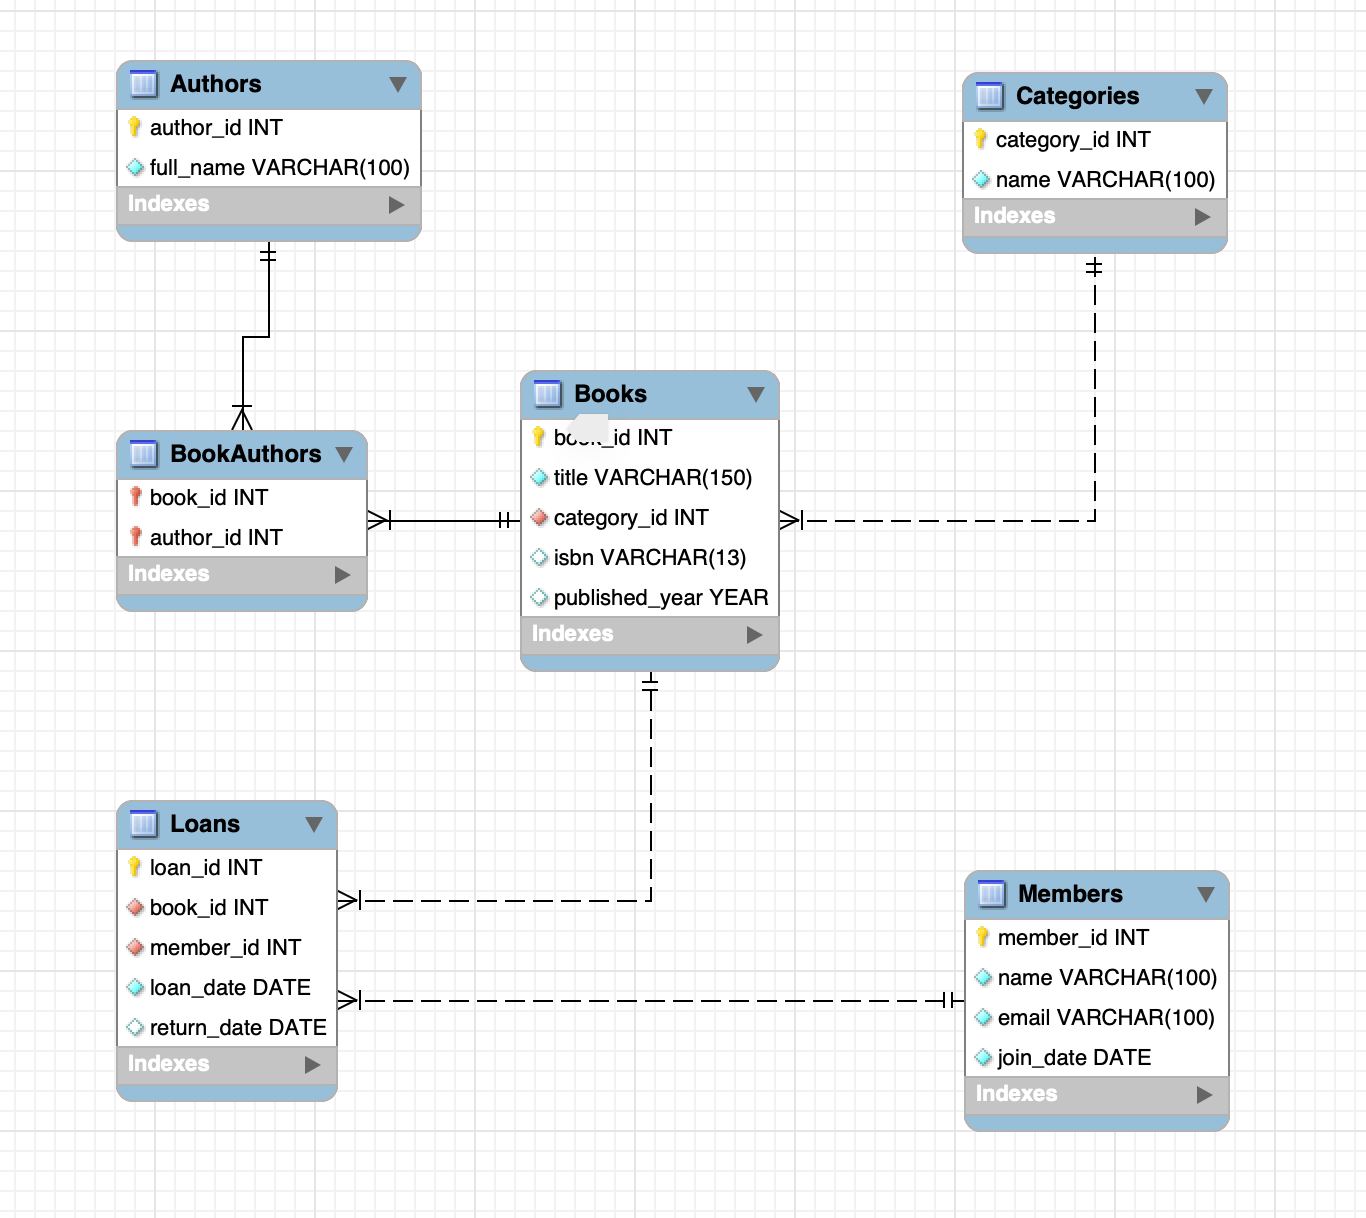 Authors
author_id INT
full_name VARCHAR(100)
Indexes
Categories
category_id INT
name VARCHAR(100)
Indexes
Books
book_id INT
title VARCHAR(150)
category_id INT
isbn VARCHAR(13)
published_year YEAR
Indexes
BookAuthors
book_id INT
author_id INT
Indexes
Loans
loan_id INT
book_id INT
member_id INT
loan_date DATE
return_date DATE
Indexes
Members
member_id INT
name VARCHAR(100)
email VARCHAR(100)
join_date DATE
Indexes